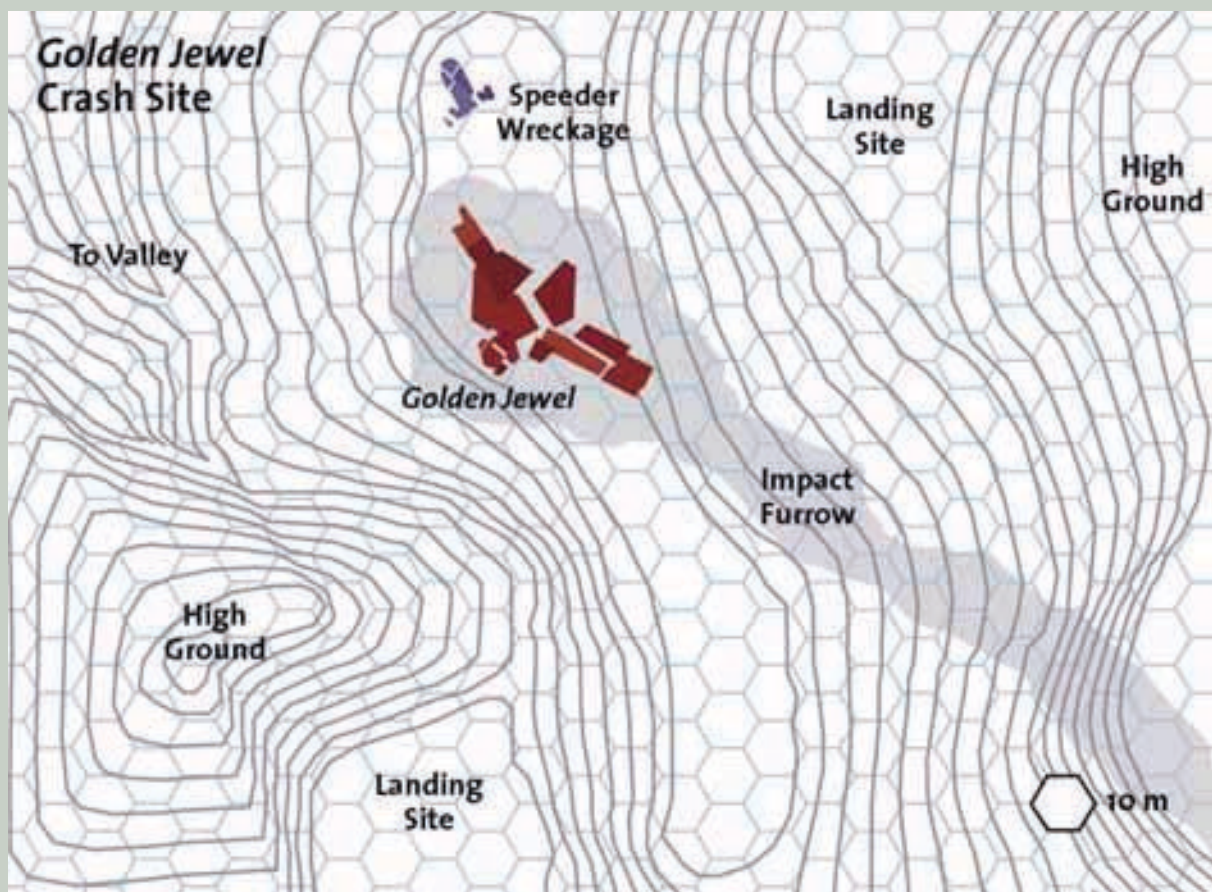 Golden Jewel
Crash Site
Speeder
Wreckage
Landing
Site
High
Ground
To Valley
Golden Jewel
Impact
Furrow
High
Ground
Landing
Site
10 m